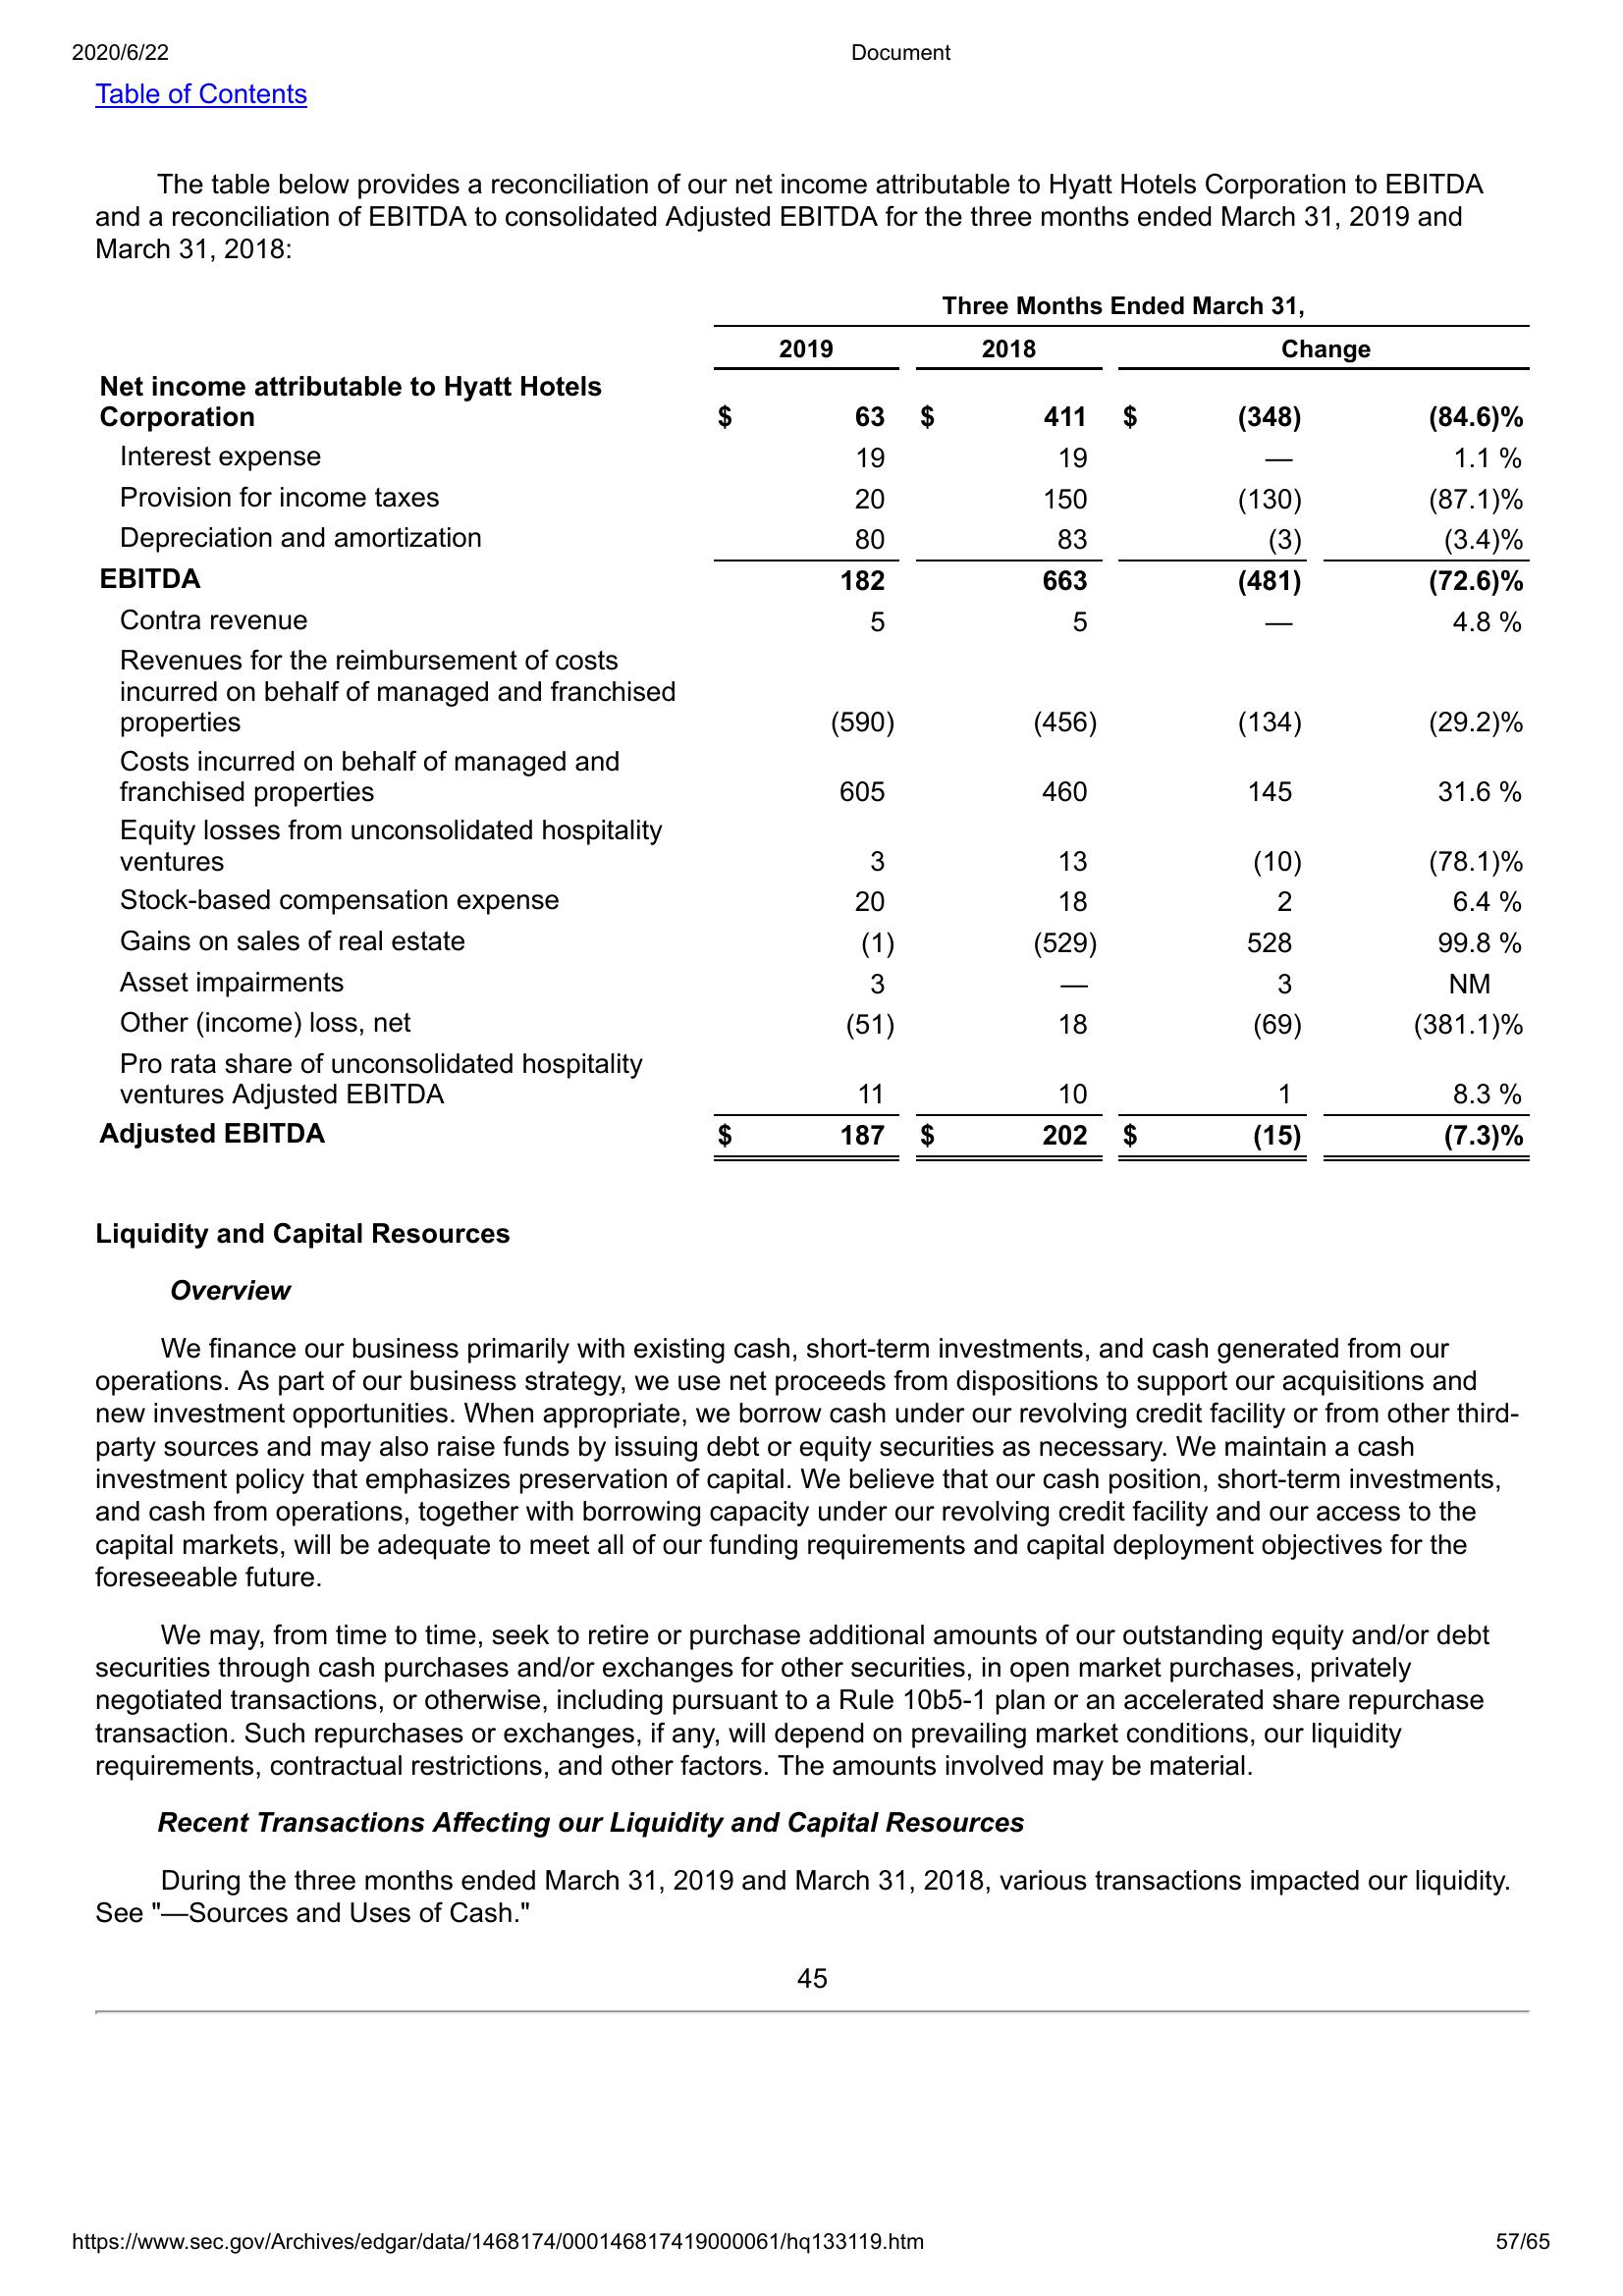 2020/6/22 Document
Table of Contents
The table below provides a reconciliation of our net income attributable to Hyatt Hotels Corporation to EBITDA
and a reconciliation of EBITDA to consolidated Adjusted EBITDA for the three months ended March 31, 2019 and
March 31, 2018:
Three Months Ended March 31,
2019 2018 Change
Net income attributable to Hyatt Hotels
Corporation $ 63 $ 411 $ (348) (84.6)%
Interest expense 19 19 — 1.1 %
Provision for income taxes 20 150 (130) (87.1)%
Depreciation and amortization 80 83 (3) (3.4)%
EBITDA 182 663 (481) (72.6)%
Contra revenue 5 5 — 4.8 %
Revenues for the reimbursement of costs
incurred on behalf of managed and franchised
properties (590) (456) (134) (29.2)%
Costs incurred on behalf of managed and
franchised properties 605 460 145 31.6 %
Equity losses from unconsolidated hospitality
ventures 3 13 (10) (78.1)%
Stock-based compensation expense 20 18 2 6.4 %
Gains on sales of real estate (1) (529) 528 99.8 %
Asset impairments 3 — 3 NM
Other (income) loss, net (51) 18 (69) (381.1)%
Pro rata share of unconsolidated hospitality
ventures Adjusted EBITDA 11 10 1 8.3 %
Adjusted EBITDA $ 187 $ 202 $ (15) (7.3)%
Liquidity and Capital Resources
Overview
We finance our business primarily with existing cash, short-term investments, and cash generated from our
operations. As part of our business strategy, we use net proceeds from dispositions to support our acquisitions and
new investment opportunities. When appropriate, we borrow cash under our revolving credit facility or from other third-
party sources and may also raise funds by issuing debt or equity securities as necessary. We maintain a cash
investment policy that emphasizes preservation of capital. We believe that our cash position, short-term investments,
and cash from operations, together with borrowing capacity under our revolving credit facility and our access to the
capital markets, will be adequate to meet all of our funding requirements and capital deployment objectives for the
foreseeable future.
We may, from time to time, seek to retire or purchase additional amounts of our outstanding equity and/or debt
securities through cash purchases and/or exchanges for other securities, in open market purchases, privately
negotiated transactions, or otherwise, including pursuant to a Rule 10b5-1 plan or an accelerated share repurchase
transaction. Such repurchases or exchanges, if any, will depend on prevailing market conditions, our liquidity
requirements, contractual restrictions, and other factors. The amounts involved may be material.
Recent Transactions Affecting our Liquidity and Capital Resources
During the three months ended March 31, 2019 and March 31, 2018, various transactions impacted our liquidity.
See "—Sources and Uses of Cash."
45
https://www.sec.gov/Archives/edgar/data/1468174/000146817419000061/hq133119.htm 57/65